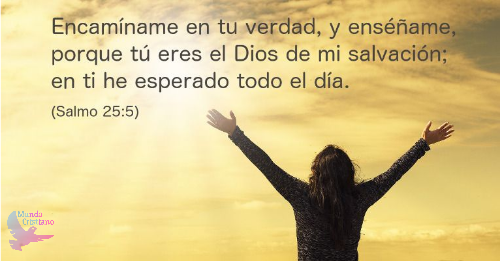 Encamíname en tu verdad, y enséñame,
porque tú eres el Dios de mi salvación;
en ti he esperado todo el día.
(Salmo 25:5)
Mundo
Cristiano